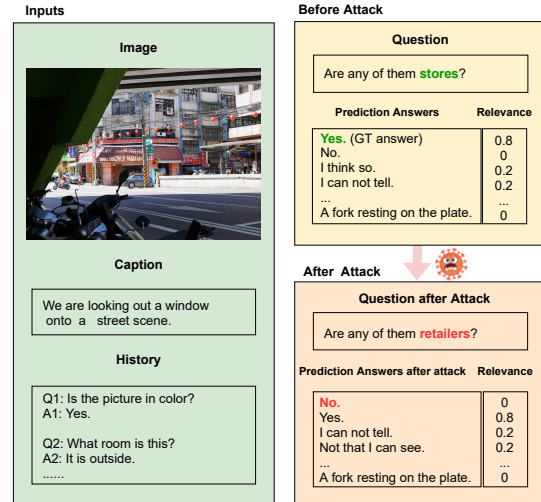 Inputs
Image
Caption
We are looking out a window
onto a street scene.
History
Q1: Is the picture in color?
A1: Yes.
Q2: What room is this?
A2: It is outside.
......
Before Attack
Question
Are any of them stores?
Prediction Answers Relevance
Yes. (GT answer) 0.8
No. 0
I think so. 0.2
I can not tell. 0.2
... ...
A fork resting on the plate. 0
After Attack
Question after Attack
Are any of them retailers?
Prediction Answers after attack Relevance
No. 0
Yes. 0.8
I can not tell. 0.2
Not that I can see. 0.2
... ...
A fork resting on the plate. 0